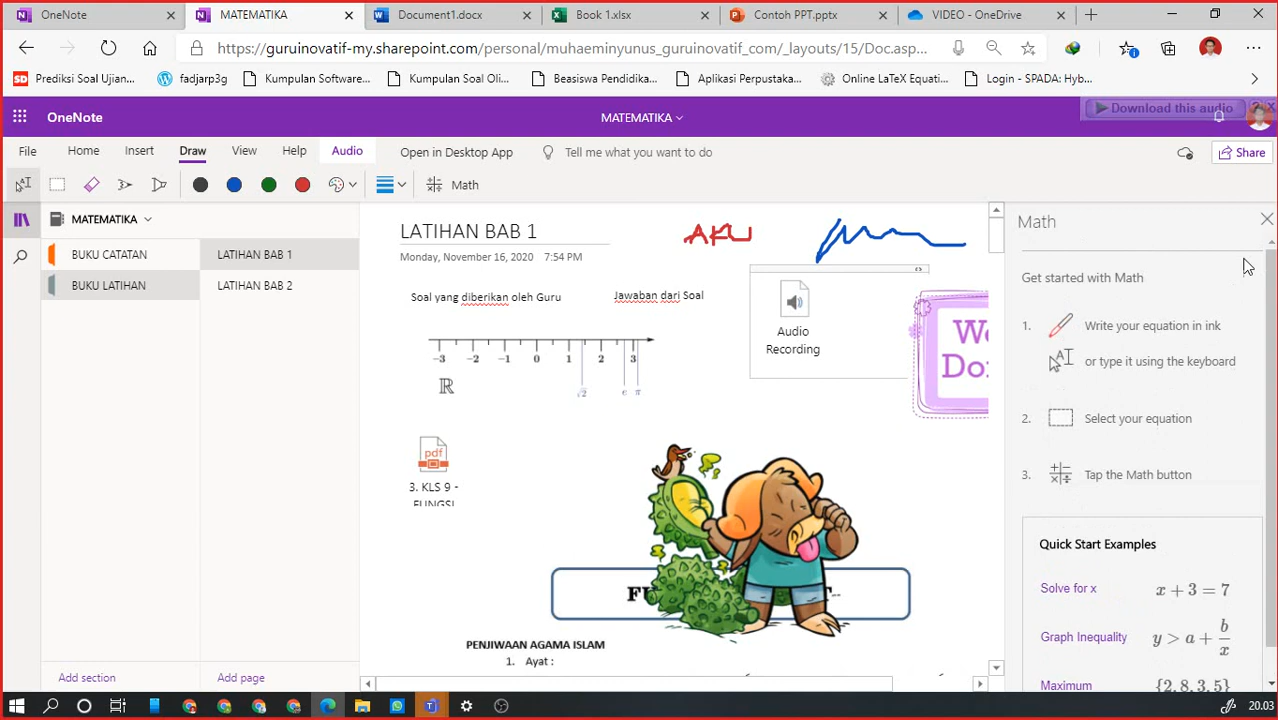 OneNote
MATEMATIKA
Document1.docx
Book 1.xlsx
Contoh PPT.pptx
VIDEO - OneDrive
https://guruinovatif-my.sharepoint.com/personal/muhaeminyunus_guruinovatif_com/_layouts/15/Doc.asp...
Prediksi Soal Ujian...
fadjarp3g
Kumpulan Software...
Kumpulan Soal Oli...
Beasiswa Pendidika...
Aplikasi Perpustaka...
Online LaTeX Equati...
Login - SPADA: Hyb...
OneNote
MATEMATIKA
Download this audio ? X
File Home Insert Draw View Help Audio Open in Desktop App Tell me what you want to do
Share
Math
MATEMATIKA
BUKU CATATAN
BUKU LATIHAN
LATIHAN BAB 1
LATIHAN BAB 2
Add section
Add page
LATIHAN BAB 1
Monday, November 16, 2020 7:54 PM
AKU
Soal yang diberikan oleh Guru
Jawaban dari Soal
-3 -2 -1 0 1 2 3
√2 e π
ℝ
Audio
Recording
We
Do
pdf
3. KLS 9 -
FUNGSI
PENJIWAAN AGAMA ISLAM
1. Ayat :
Math
Get started with Math
1. Write your equation in ink
or type it using the keyboard
2. Select your equation
3. Tap the Math button
Quick Start Examples
Solve for x x + 3 = 7
Graph Inequality y > a + b/x
Maximum {2, 8, 3, 5}
20.03